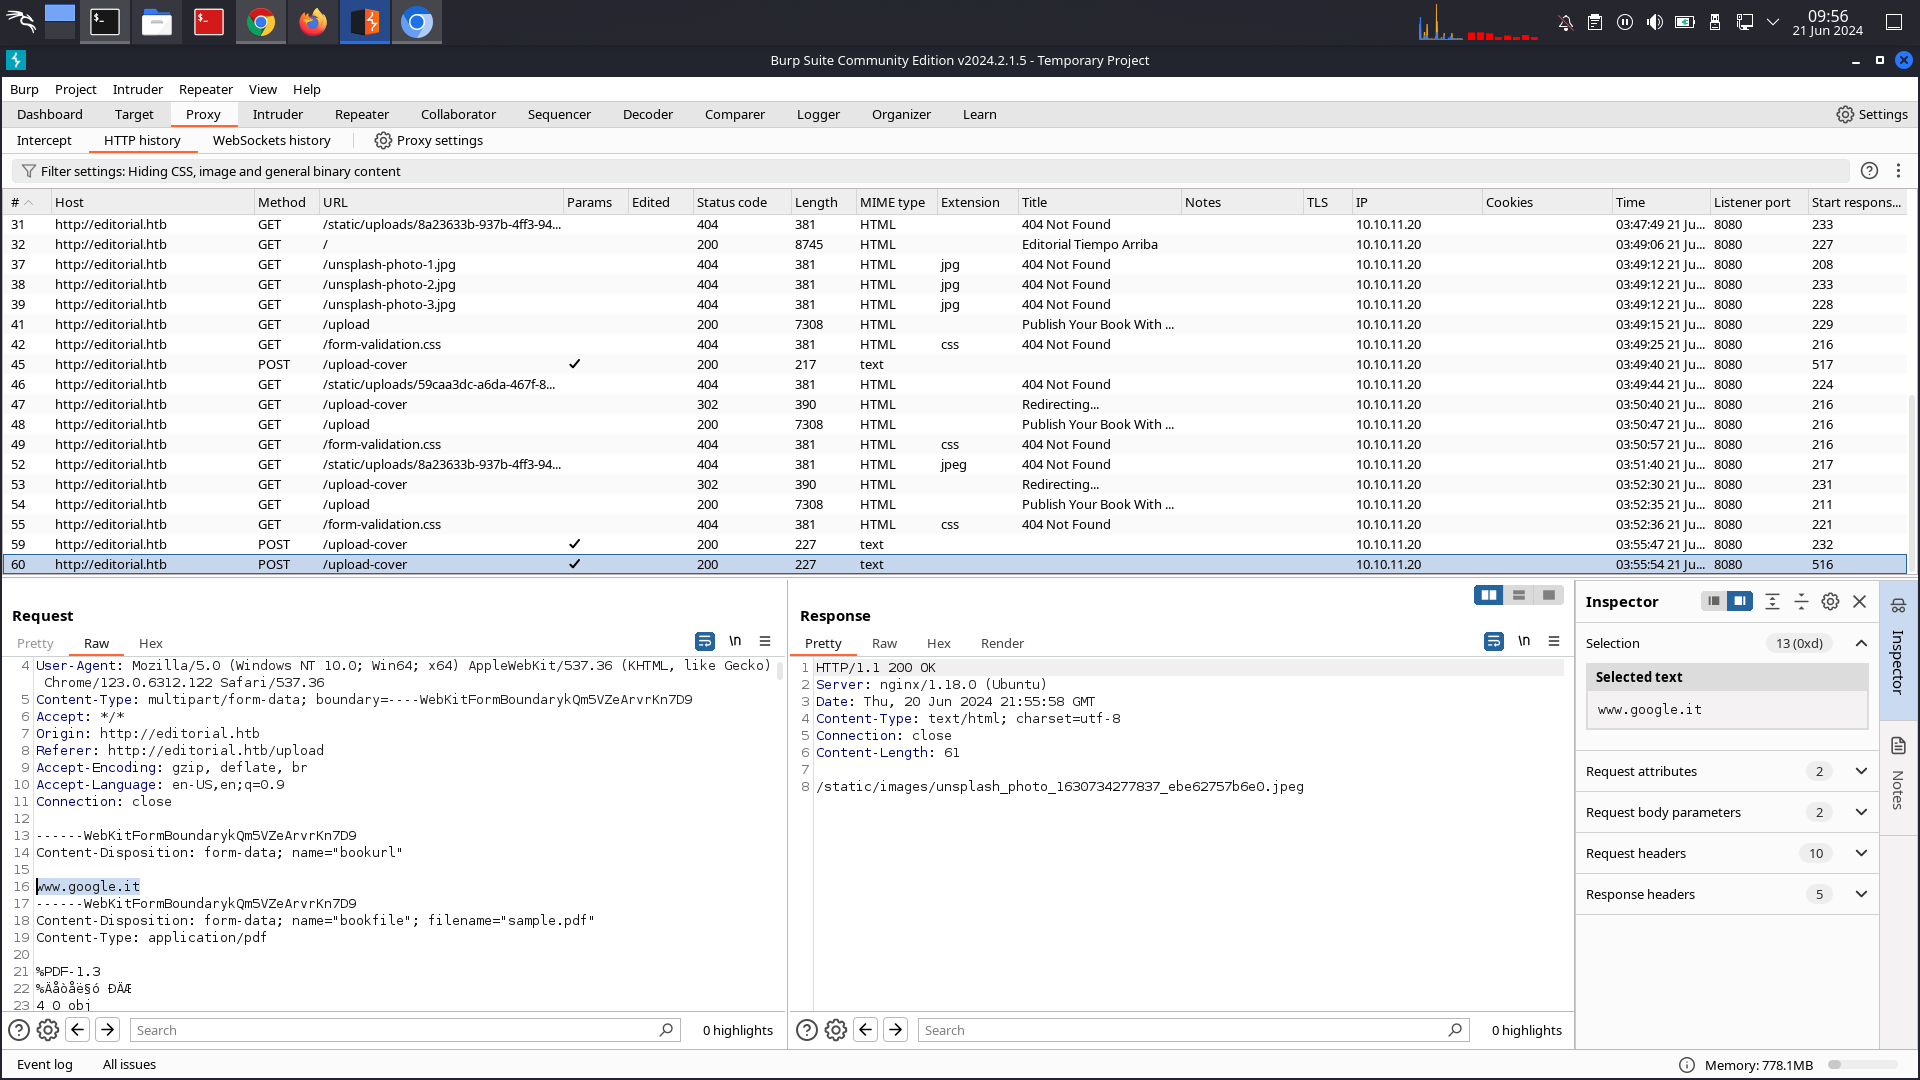 09:56
21 Jun 2024
Burp Suite Community Edition v2024.2.1.5 - Temporary Project
Burp Project Intruder Repeater View Help
Dashboard Target Proxy Intruder Repeater Collaborator Sequencer Decoder Comparer Logger Organizer Learn Settings
Intercept HTTP history WebSockets history Proxy settings
Filter settings: Hiding CSS, image and general binary content
# Host Method URL Params Edited Status code Length MIME type Extension Title Notes TLS IP Cookies Time Listener port Start respons...
31 http://editorial.htb GET /static/uploads/8a23633b-937b-4ff3-94... 404 381 HTML 404 Not Found 10.10.11.20 03:47:49 21 Ju... 8080 233
32 http://editorial.htb GET / 200 8745 HTML Editorial Tiempo Arriba 10.10.11.20 03:49:06 21 Ju... 8080 227
37 http://editorial.htb GET /unsplash-photo-1.jpg 404 381 HTML jpg 404 Not Found 10.10.11.20 03:49:12 21 Ju... 8080 208
38 http://editorial.htb GET /unsplash-photo-2.jpg 404 381 HTML jpg 404 Not Found 10.10.11.20 03:49:12 21 Ju... 8080 233
39 http://editorial.htb GET /unsplash-photo-3.jpg 404 381 HTML jpg 404 Not Found 10.10.11.20 03:49:12 21 Ju... 8080 228
41 http://editorial.htb GET /upload 200 7308 HTML Publish Your Book With ... 10.10.11.20 03:49:15 21 Ju... 8080 229
42 http://editorial.htb GET /form-validation.css 404 381 HTML css 404 Not Found 10.10.11.20 03:49:25 21 Ju... 8080 216
45 http://editorial.htb POST /upload-cover ✓ 200 217 text 10.10.11.20 03:49:40 21 Ju... 8080 517
46 http://editorial.htb GET /static/uploads/59caa3dc-a6da-467f-8... 404 381 HTML 404 Not Found 10.10.11.20 03:49:44 21 Ju... 8080 224
47 http://editorial.htb GET /upload-cover 302 390 HTML Redirecting... 10.10.11.20 03:50:40 21 Ju... 8080 216
48 http://editorial.htb GET /upload 200 7308 HTML Publish Your Book With ... 10.10.11.20 03:50:47 21 Ju... 8080 216
49 http://editorial.htb GET /form-validation.css 404 381 HTML css 404 Not Found 10.10.11.20 03:50:57 21 Ju... 8080 216
52 http://editorial.htb GET /static/uploads/8a23633b-937b-4ff3-94... 404 381 HTML jpeg 404 Not Found 10.10.11.20 03:51:40 21 Ju... 8080 217
53 http://editorial.htb GET /upload-cover 302 390 HTML Redirecting... 10.10.11.20 03:52:30 21 Ju... 8080 231
54 http://editorial.htb GET /upload 200 7308 HTML Publish Your Book With ... 10.10.11.20 03:52:35 21 Ju... 8080 211
55 http://editorial.htb GET /form-validation.css 404 381 HTML css 404 Not Found 10.10.11.20 03:52:36 21 Ju... 8080 221
59 http://editorial.htb POST /upload-cover ✓ 200 227 text 10.10.11.20 03:55:47 21 Ju... 8080 232
60 http://editorial.htb POST /upload-cover ✓ 200 227 text 10.10.11.20 03:55:54 21 Ju... 8080 516
Request
Pretty Raw Hex \n
4 User-Agent: Mozilla/5.0 (Windows NT 10.0; Win64; x64) AppleWebKit/537.36 (KHTML, like Gecko)
Chrome/123.0.6312.122 Safari/537.36
5 Content-Type: multipart/form-data; boundary=----WebKitFormBoundarykQm5VZeArvrKn7D9
6 Accept: */*
7 Origin: http://editorial.htb
8 Referer: http://editorial.htb/upload
9 Accept-Encoding: gzip, deflate, br
10 Accept-Language: en-US,en;q=0.9
11 Connection: close
12
13 ------WebKitFormBoundarykQm5VZeArvrKn7D9
14 Content-Disposition: form-data; name="bookurl"
15
16 www.google.it
17 ------WebKitFormBoundarykQm5VZeArvrKn7D9
18 Content-Disposition: form-data; name="bookfile"; filename="sample.pdf"
19 Content-Type: application/pdf
20
21 %PDF-1.3
22 %Äåòåë§ó ÐÄÆ
23 4 0 obj
Search 0 highlights
Response
Pretty Raw Hex Render \n
1 HTTP/1.1 200 OK
2 Server: nginx/1.18.0 (Ubuntu)
3 Date: Thu, 20 Jun 2024 21:55:58 GMT
4 Content-Type: text/html; charset=utf-8
5 Connection: close
6 Content-Length: 61
7
8 /static/images/unsplash_photo_1630734277837_ebe62757b6e0.jpeg
Search 0 highlights
Inspector
Selection 13 (0xd)
Selected text
www.google.it
Request attributes 2
Request body parameters 2
Request headers 10
Response headers 5
Inspector
Notes
Event log All issues Memory: 778.1MB